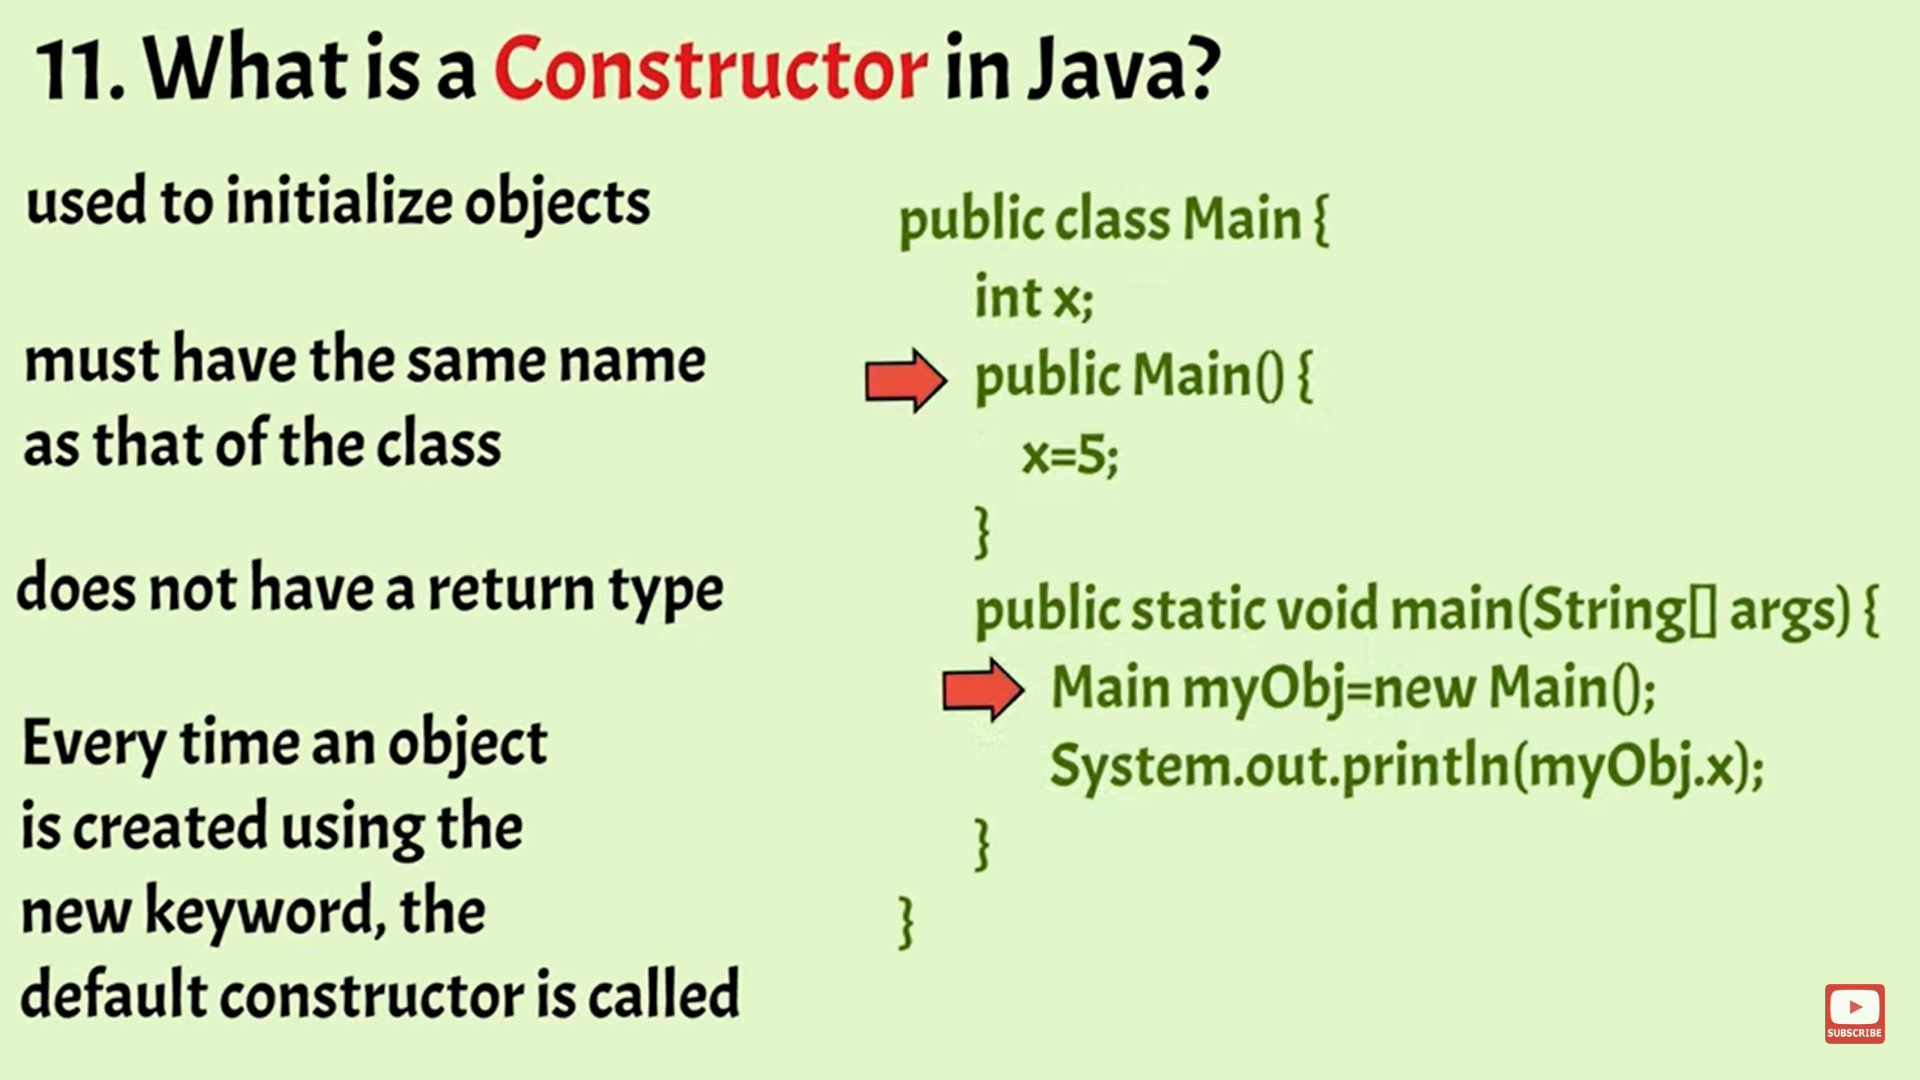 11. What is a Constructor in Java?
used to initialize objects
must have the same name
as that of the class
does not have a return type
Every time an object
is created using the
new keyword, the
default constructor is called
public class Main {
int x;
public Main() {
x=5;
}
public static void main(String[] args) {
Main myObj=new Main();
System.out.println(myObj.x);
}
}
SUBSCRIBE